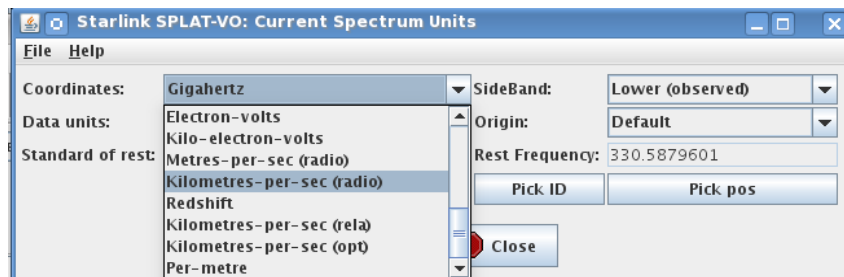 Starlink SPLAT-VO: Current Spectrum Units
File Help
Coordinates: Gigahertz SideBand: Lower (observed)
Electron-volts
Data units: Origin: Default
Kilo-electron-volts
Standard of rest: Metres-per-sec (radio) Rest Frequency: 330.5879601
Kilometres-per-sec (radio)
Redshift Pick ID Pick pos
Kilometres-per-sec (rela)
Kilometres-per-sec (opt) Close
Per-metre